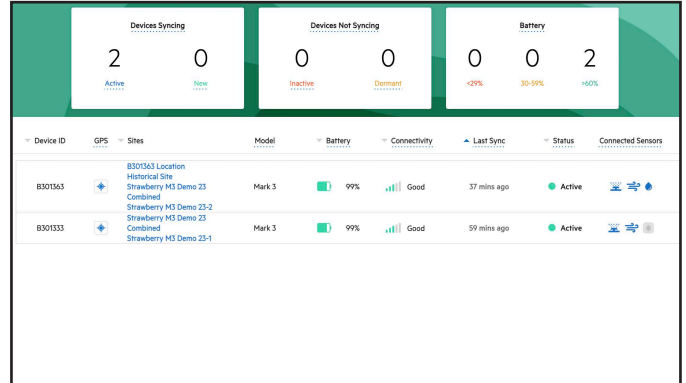 Devices Syncing
Devices Not Syncing
Battery
2 0
0 0
0 0 2
Active New
Inactive Dormant
<29% 30-59% >60%
Device ID GPS Sites Model Battery Connectivity Last Sync Status Connected Sensors
B301363 Location
Historical Site
B301363 Strawberry M3 Demo 23 Mark 3 99% Good 37 mins ago Active
Combined
Strawberry M3 Demo 23-2
Strawberry M3 Demo 23
B301333 Combined Mark 3 99% Good 59 mins ago Active
Strawberry M3 Demo 23-1